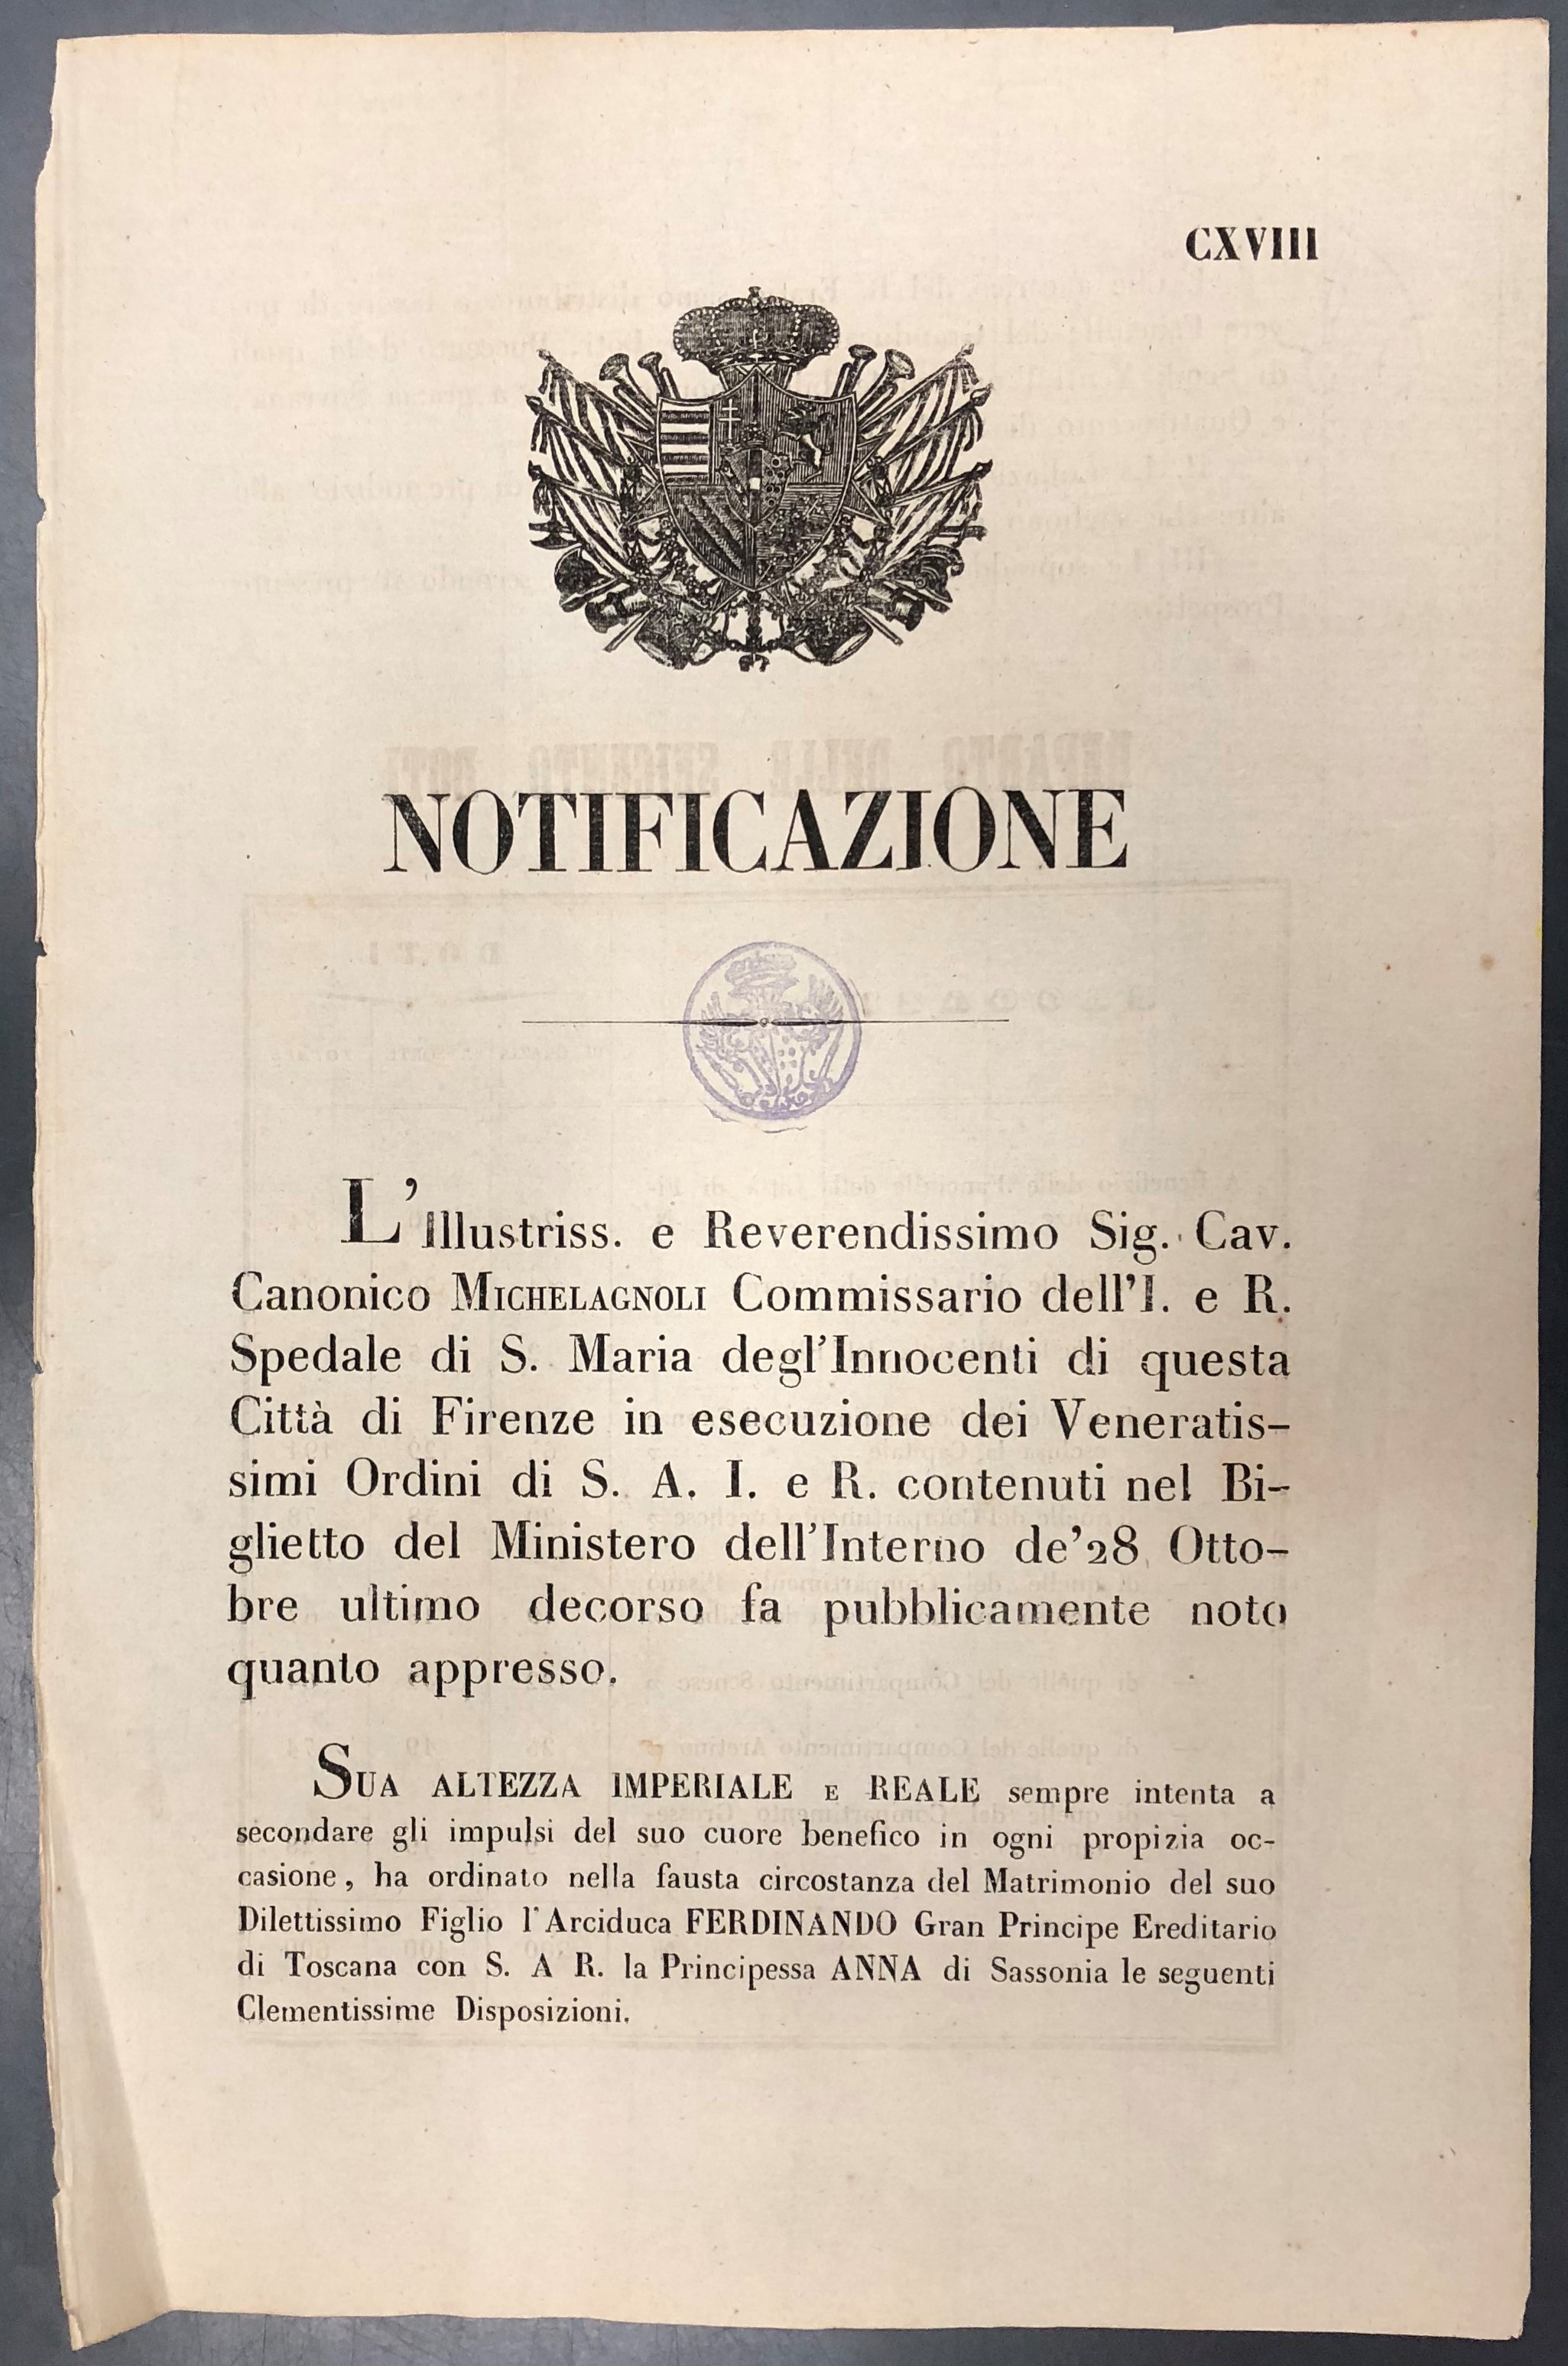 CXVIII
NOTIFICAZIONE
L'Illustriss. e Reverendissimo Sig. Cav.
Canonico MICHELAGNOLI Commissario dell'I. e R.
Spedale di S. Maria degl'Innocenti di questa
Città di Firenze in esecuzione dei Veneratis-
simi Ordini di S. A. I. e R. contenuti nel Bi-
glietto del Ministero dell'Interno de'28 Otto-
bre ultimo decorso fa pubblicamente noto
quanto appresso.
SUA ALTEZZA IMPERIALE E REALE sempre intenta a
secondare gli impulsi del suo cuore benefico in ogni propizia oc-
casione, ha ordinato nella fausta circostanza del Matrimonio del suo
Dilettissimo Figlio l'Arciduca FERDINANDO Gran Principe Ereditario
di Toscana con S. A R. la Principessa ANNA di Sassonia le seguenti
Clementissime Disposizioni.